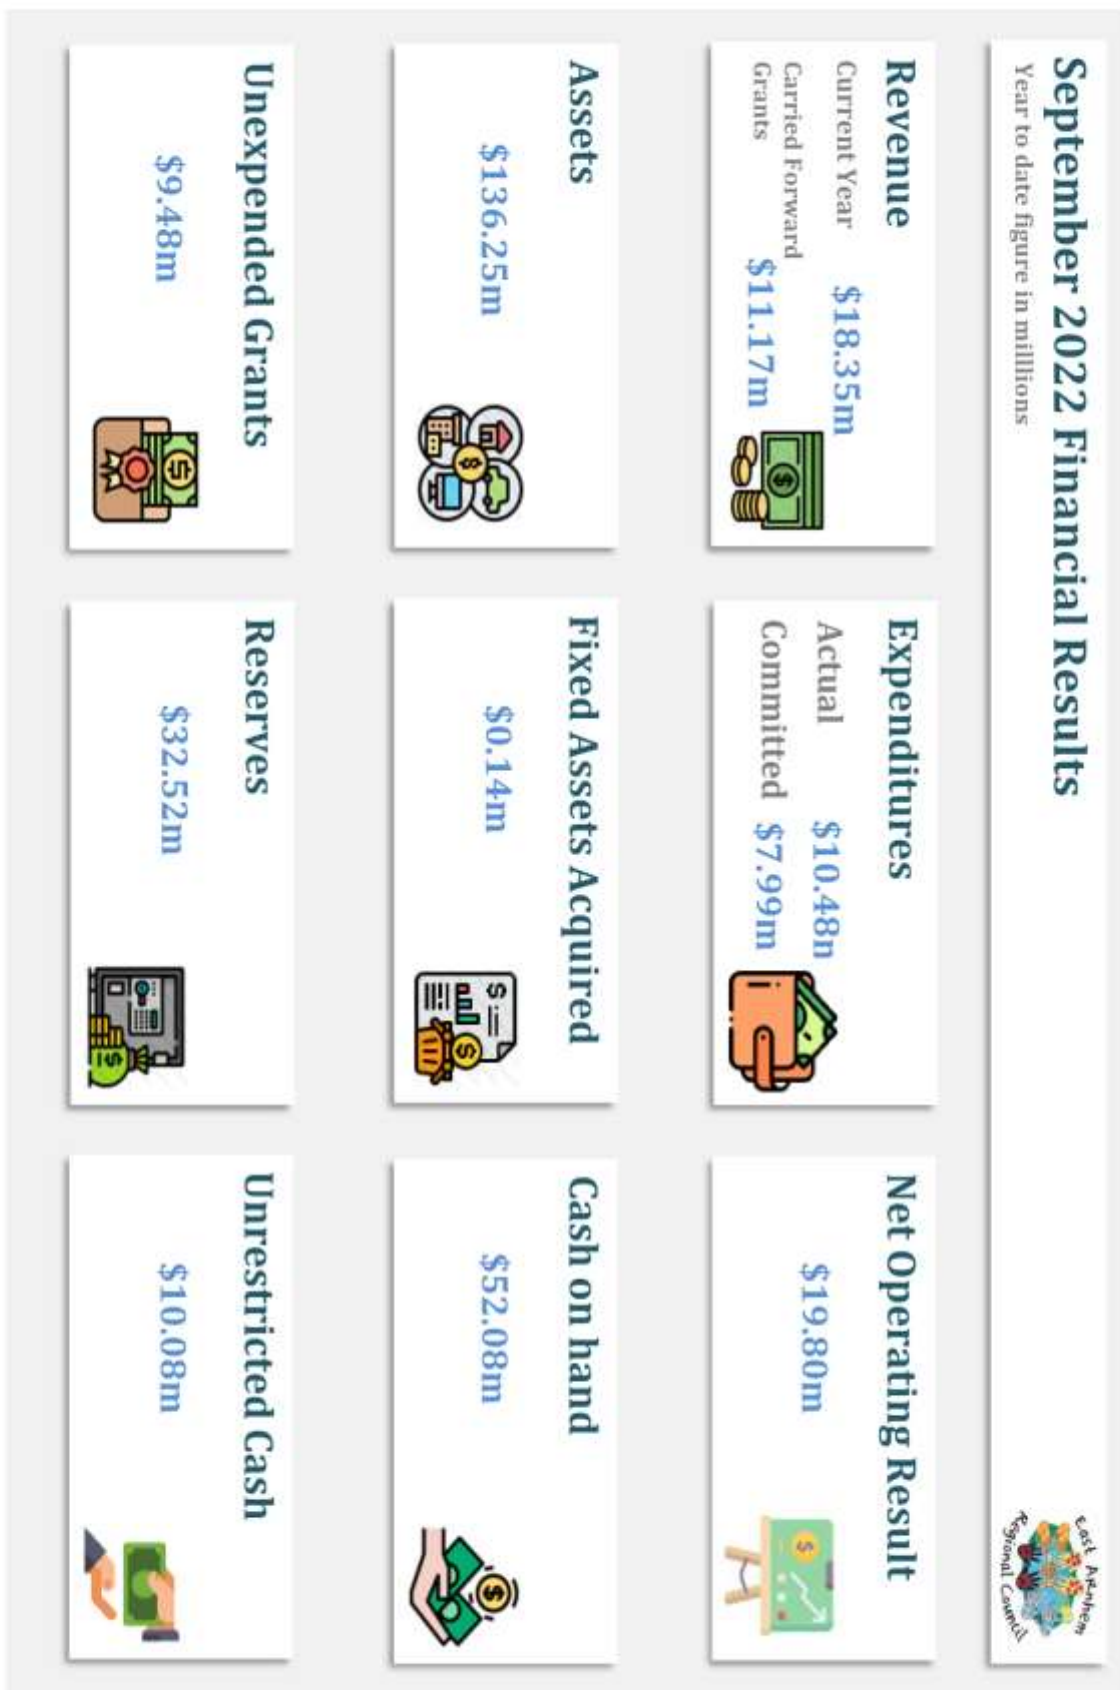 September 2022 Financial Results
Year to date figure in milllions
East Arnhem
Regional Council
Revenue
Current Year $18.35m
Carried Forward
Grants $11.17m
Expenditures
Actual $10.48n
Committed $7.99m
Net Operating Result
$19.80m
Assets
$136.25m
Fixed Assets Acquired
$0.14m
Cash on hand
$52.08m
Unexpended Grants
$9.48m
Reserves
$32.52m
Unrestricted Cash
$10.08m